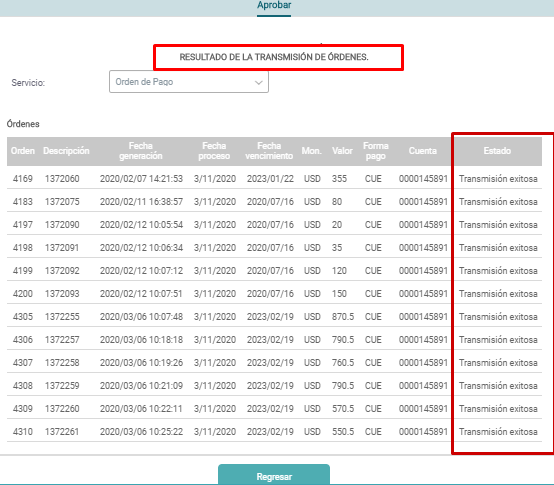 Aprobar
RESULTADO DE LA TRANSMISIÓN DE ÓRDENES.
Servicio: Orden de Pago
Órdenes
Orden Descripción Fecha generación Fecha proceso Fecha vencimiento Mon. Valor Forma pago Cuenta Estado
4169 1372060 2020/02/07 14:21:53 3/11/2020 2023/01/22 USD 355 CUE 0000145891 Transmisión exitosa
4183 1372075 2020/02/11 16:38:57 3/11/2020 2020/07/16 USD 80 CUE 0000145891 Transmisión exitosa
4197 1372090 2020/02/12 10:05:54 3/11/2020 2020/07/16 USD 20 CUE 0000145891 Transmisión exitosa
4198 1372091 2020/02/12 10:06:34 3/11/2020 2020/07/16 USD 35 CUE 0000145891 Transmisión exitosa
4199 1372092 2020/02/12 10:07:12 3/11/2020 2020/07/16 USD 120 CUE 0000145891 Transmisión exitosa
4200 1372093 2020/02/12 10:07:51 3/11/2020 2020/07/16 USD 150 CUE 0000145891 Transmisión exitosa
4305 1372255 2020/03/06 10:07:48 3/11/2020 2023/02/19 USD 870.5 CUE 0000145891 Transmisión exitosa
4306 1372257 2020/03/06 10:18:18 3/11/2020 2023/02/19 USD 790.5 CUE 0000145891 Transmisión exitosa
4307 1372258 2020/03/06 10:19:26 3/11/2020 2023/02/19 USD 760.5 CUE 0000145891 Transmisión exitosa
4308 1372259 2020/03/06 10:21:09 3/11/2020 2023/02/19 USD 790.5 CUE 0000145891 Transmisión exitosa
4309 1372260 2020/03/06 10:22:11 3/11/2020 2023/02/19 USD 570.5 CUE 0000145891 Transmisión exitosa
4310 1372261 2020/03/06 10:25:22 3/11/2020 2023/02/19 USD 550.5 CUE 0000145891 Transmisión exitosa
Regresar